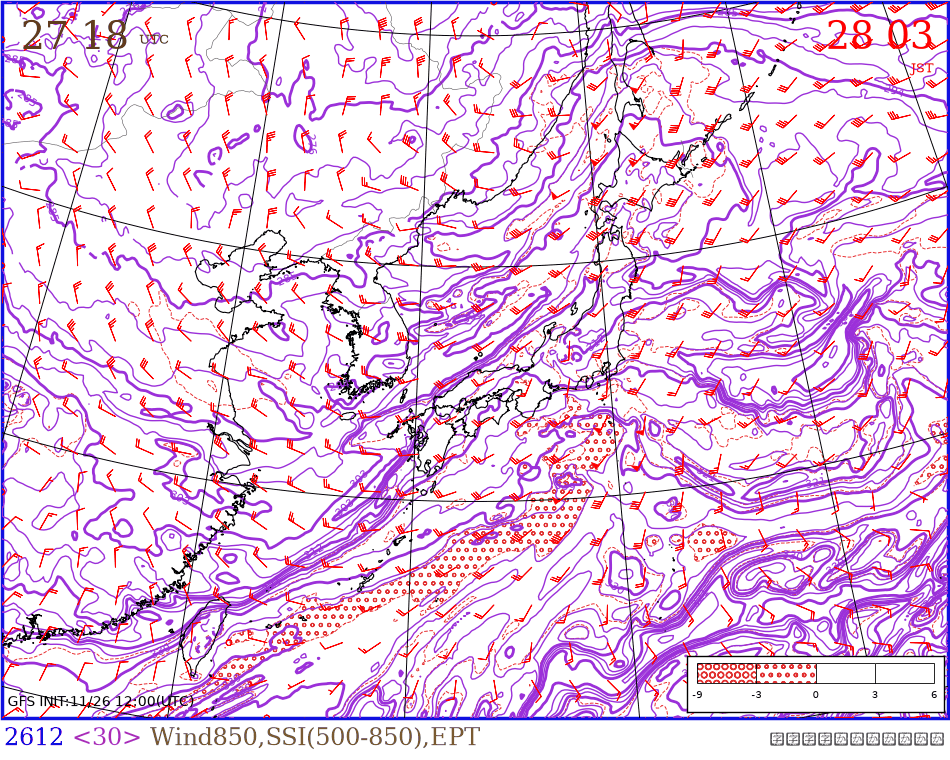 27 18 UTC
28 03
JST
276
GFS INIT:11/26 12:00(UTC)
-9 -3 0 3 6
2612 <30> Wind850,SSI(500-850),EPT